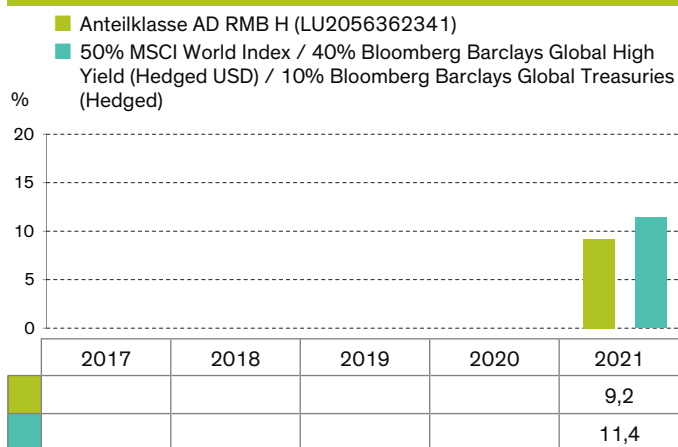 Anteilklasse AD RMB H (LU2056362341)
50% MSCI World Index / 40% Bloomberg Barclays Global High
Yield (Hedged USD) / 10% Bloomberg Barclays Global Treasuries
(Hedged)
%
20
15
10
5
0
2017 2018 2019 2020 2021
9,2
11,4